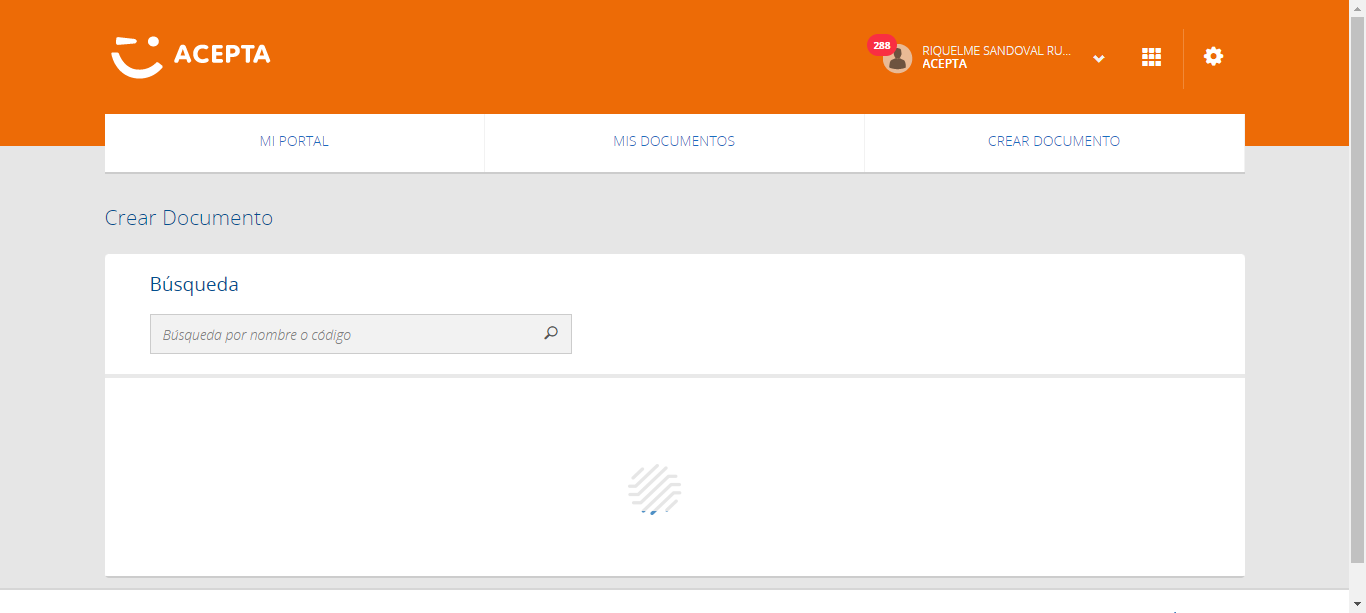 ACEPTA
288
RIQUELME SANDOVAL RU...
ACEPTA
MI PORTAL
MIS DOCUMENTOS
CREAR DOCUMENTO
Crear Documento
Búsqueda
Búsqueda por nombre o código